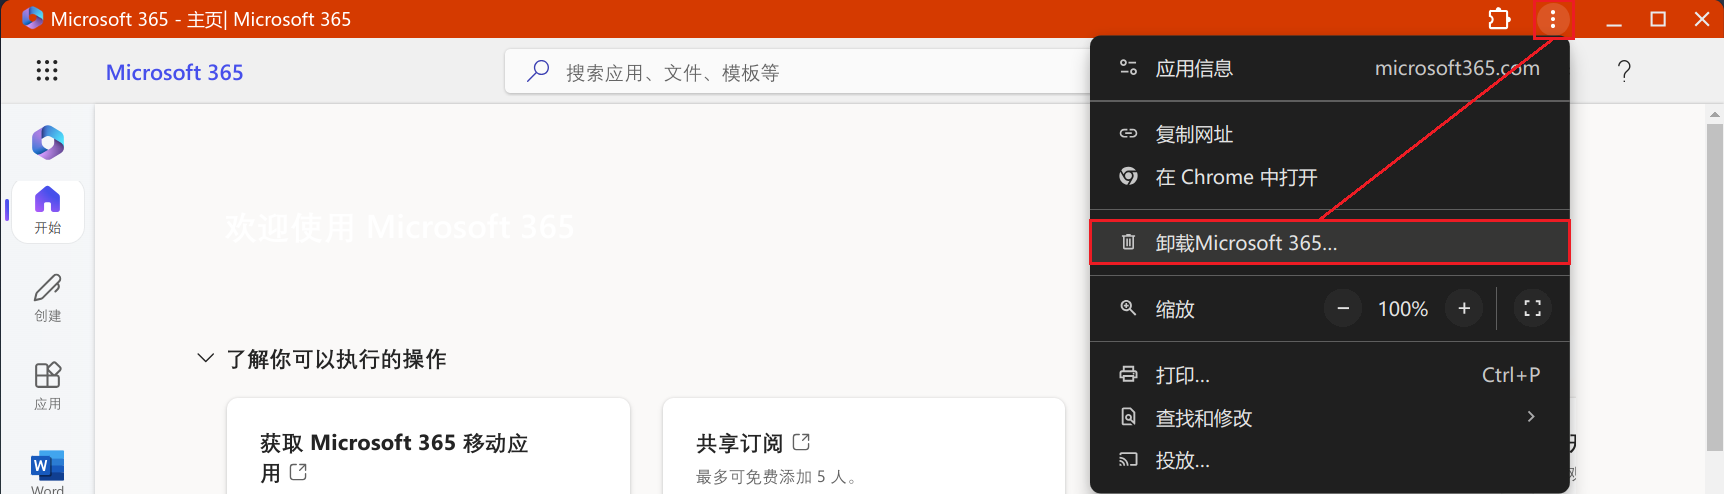 Microsoft 365 - 主页| Microsoft 365
Microsoft 365
搜索应用、文件、模板等
开始
创建
应用
Word
欢迎使用 Microsoft 365
了解你可以执行的操作
获取 Microsoft 365 移动应
用
共享订阅
最多可免费添加 5 人。
应用信息 microsoft365.com
复制网址
在 Chrome 中打开
卸载Microsoft 365...
缩放 − 100% +
打印... Ctrl+P
查找和修改
投放...